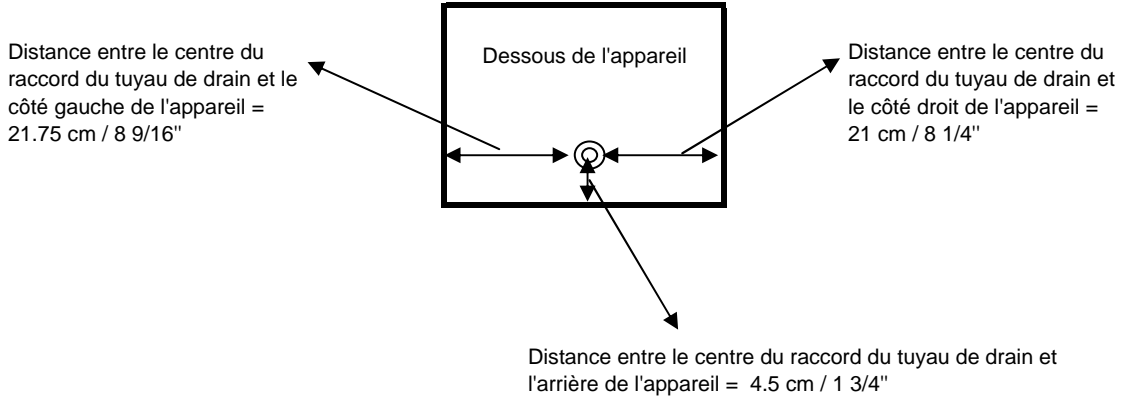 Dessous de l'appareil
Distance entre le centre du
raccord du tuyau de drain et le
côté gauche de l'appareil =
21.75 cm / 8 9/16"
Distance entre le centre du
raccord du tuyau de drain et
le côté droit de l'appareil =
21 cm / 8 1/4"
Distance entre le centre du raccord du tuyau de drain et
l'arrière de l'appareil = 4.5 cm / 1 3/4"